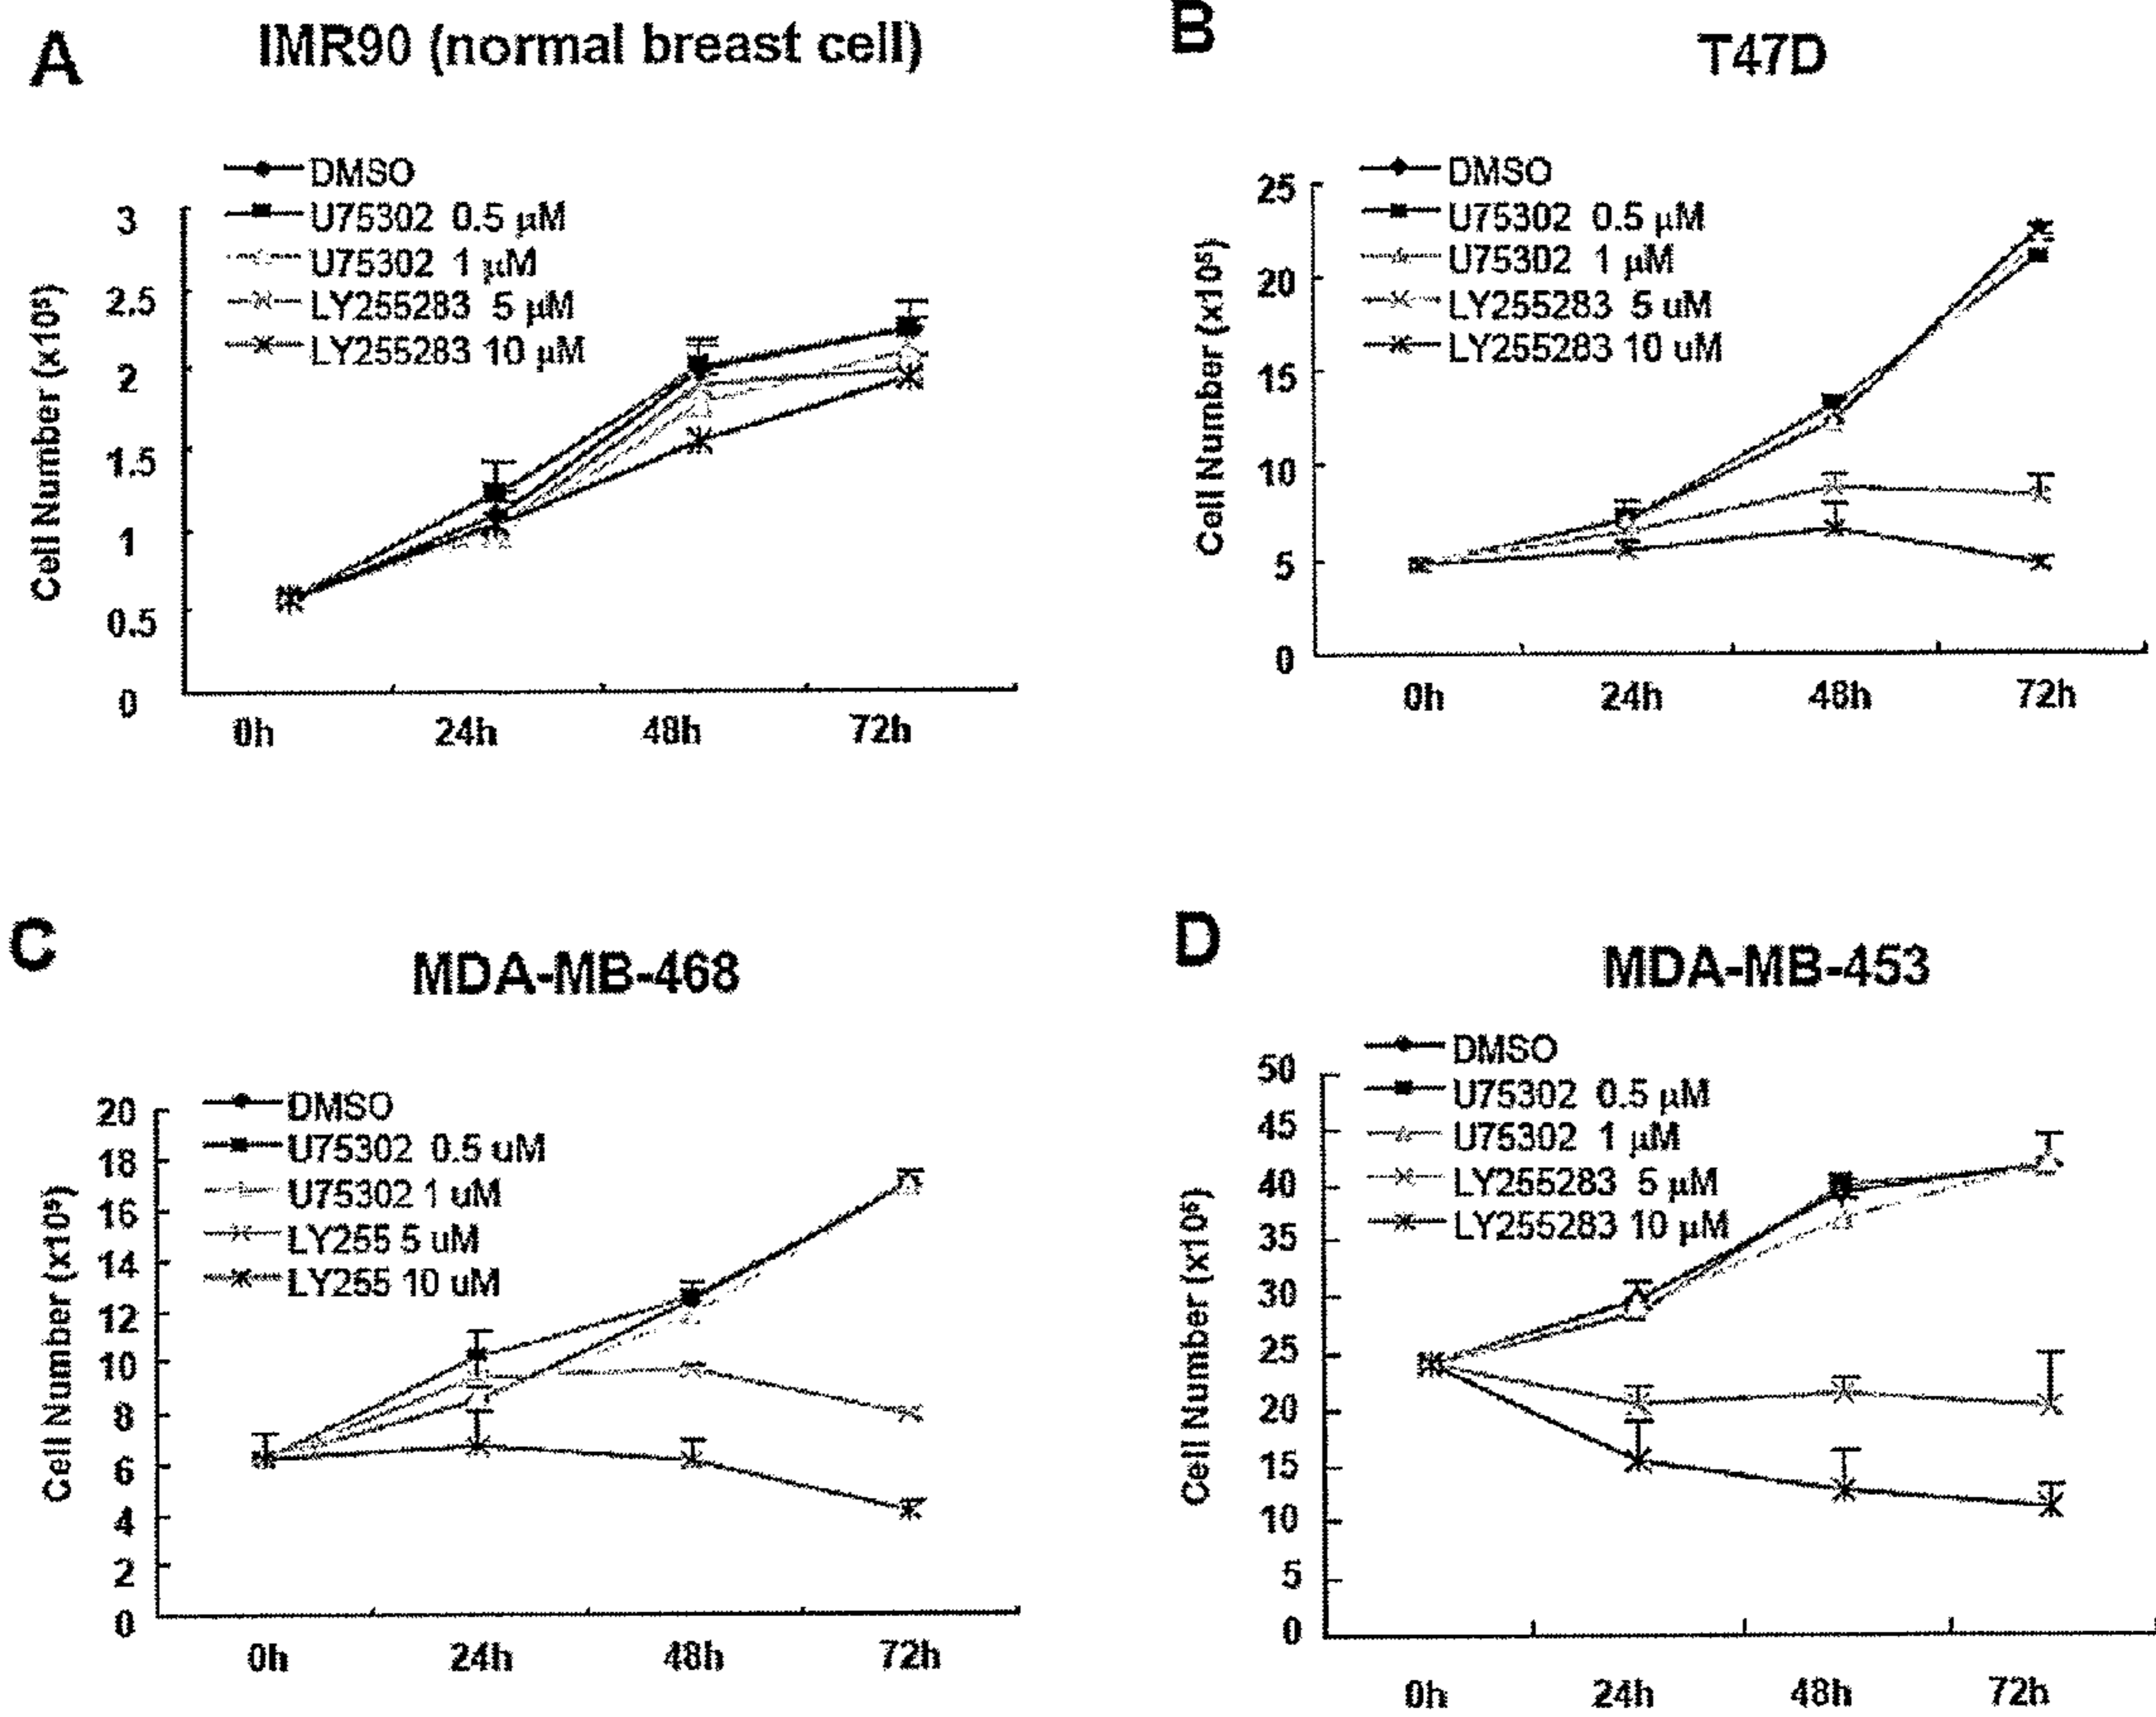 A
IMR90 (normal breast cell)
DMSO
U75302 0.5 μM
U75302 1 μM
LY255283 5 μM
LY255283 10 μM
Cell Number (x10⁵)
3
2.5
2
1.5
1
0.5
0
0h 24h 48h 72h
B
T47D
DMSO
U75302 0.5 μM
U75302 1 μM
LY255283 5 uM
LY255283 10 uM
Cell Number (x10⁵)
25
20
15
10
5
0
0h 24h 48h 72h
C
MDA-MB-468
DMSO
U75302 0.5 uM
U75302 1 uM
LY255 5 uM
LY255 10 uM
Cell Number (x10⁵)
20
18
16
14
12
10
8
6
4
2
0
0h 24h 48h 72h
D
MDA-MB-453
DMSO
U75302 0.5 μM
U75302 1 μM
LY255283 5 μM
LY255283 10 μM
Cell Number (x10⁵)
50
45
40
35
30
25
20
15
10
5
0
0h 24h 48h 72h